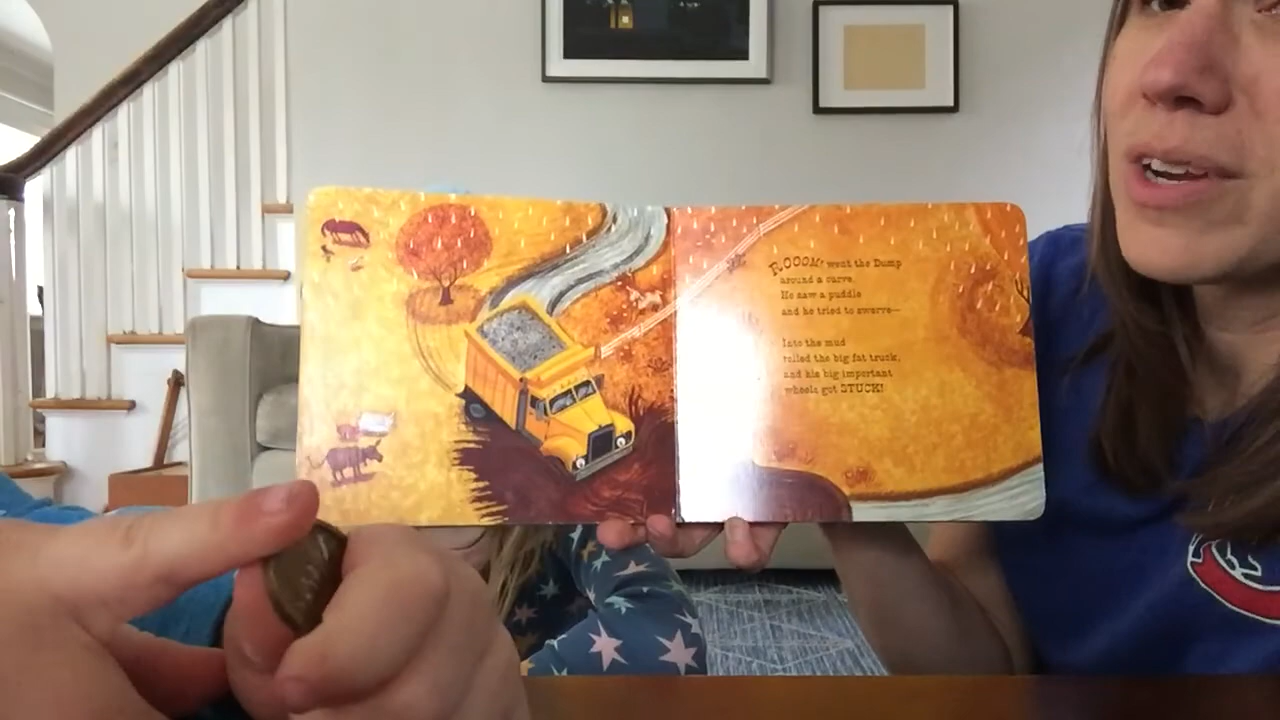 ROOOM! went the Dump
around a curve.
He saw a puddle
and he tried to swerve—
Into the mud
rolled the big fat truck,
and his big important
wheels got STUCK!